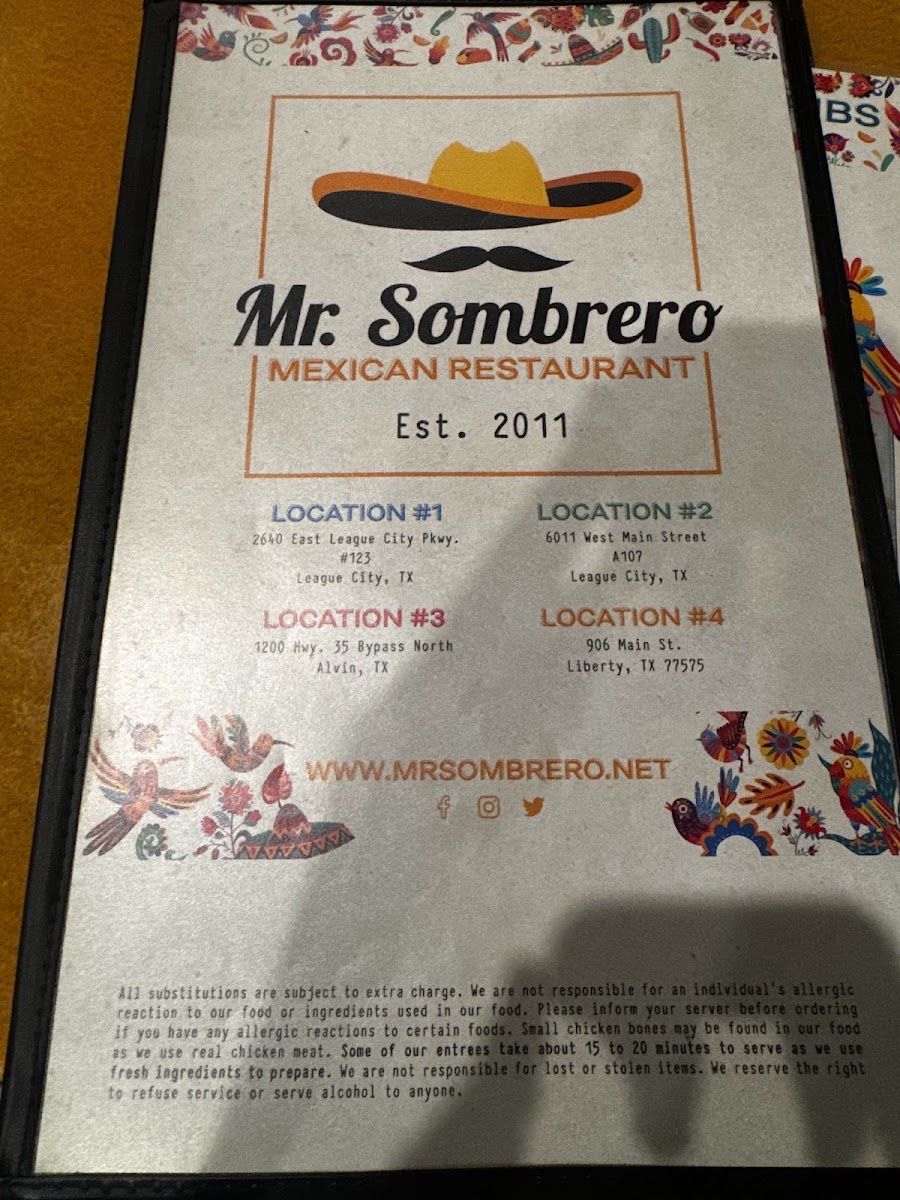 Mr. Sombrero
MEXICAN RESTAURANT
Est. 2011
LOCATION #1
2640 East League City Pkwy.
#123
League City, TX
LOCATION #2
6011 West Main Street
A107
League City, TX
LOCATION #3
1200 Hwy. 35 Bypass North
Alvin, TX
LOCATION #4
906 Main St.
Liberty, TX 77575
WWW.MRSOMBRERO.NET
All substitutions are subject to extra charge. We are not responsible for an individual's allergic
reaction to our food or ingredients used in our food. Please inform your server before ordering
if you have any allergic reactions to certain foods. Small chicken bones may be found in our food
as we use real chicken meat. Some of our entrees take about 15 to 20 minutes to serve as we use
fresh ingredients to prepare. We are not responsible for lost or stolen items. We reserve the right
to refuse service or serve alcohol to anyone.